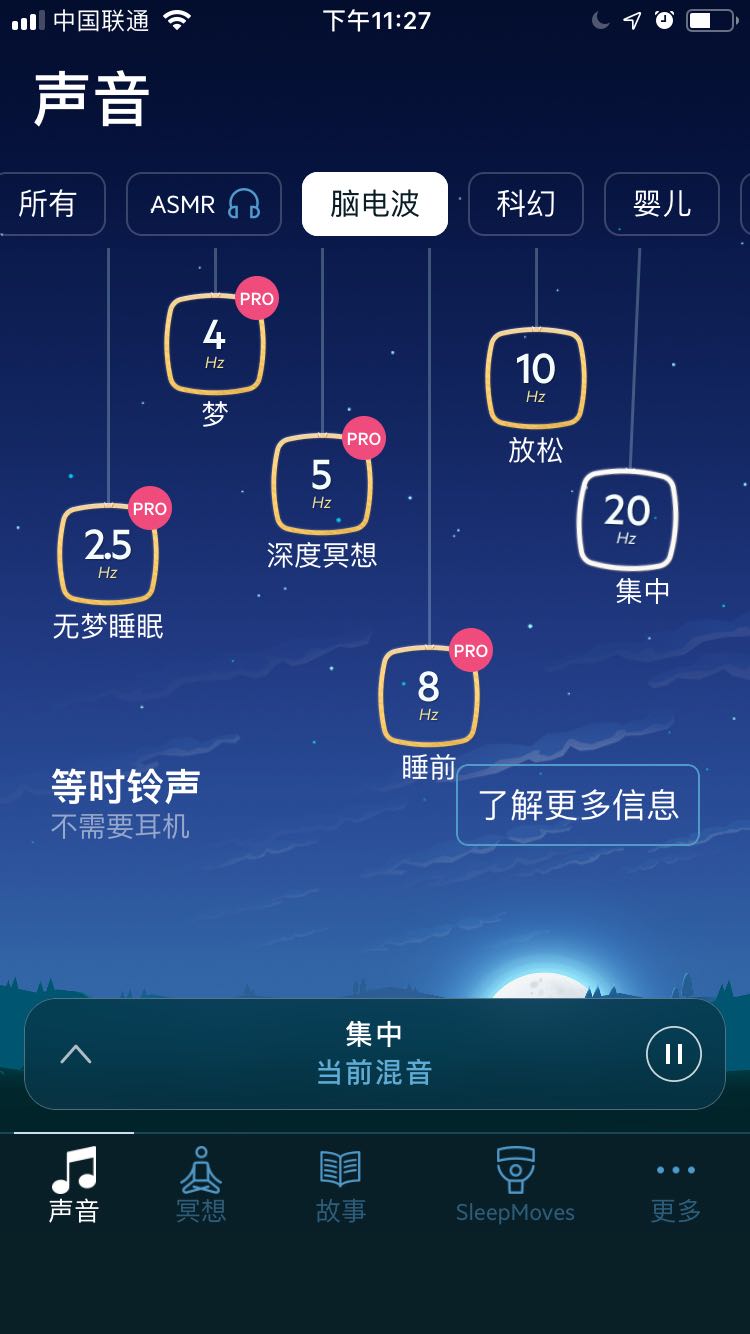 中国联通
下午11:27
声音
所有
ASMR
脑电波
科幻
婴儿
PRO
4
Hz
梦
10
Hz
放松
PRO
5
Hz
深度冥想
20
Hz
集中
PRO
2.5
Hz
无梦睡眠
PRO
8
Hz
睡前
等时铃声
不需要耳机
了解更多信息
集中
当前混音
声音
冥想
故事
SleepMoves
更多